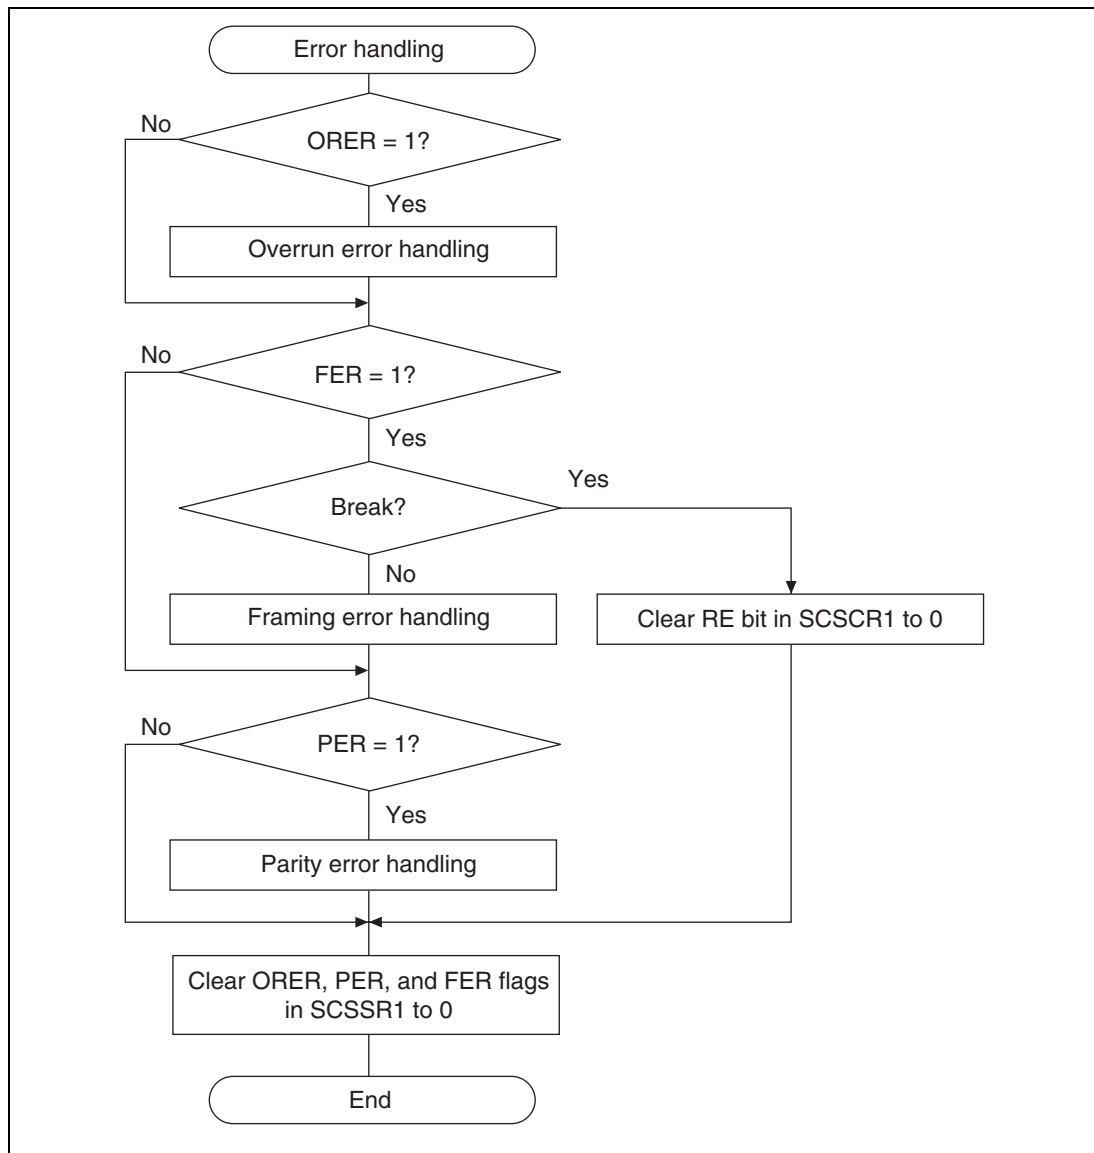 Error handling
No
ORER = 1?
Yes
Overrun error handling
No
FER = 1?
Yes
Yes
Break?
No
Framing error handling
Clear RE bit in SCSCR1 to 0
No
PER = 1?
Yes
Parity error handling
Clear ORER, PER, and FER flags
in SCSSR1 to 0
End